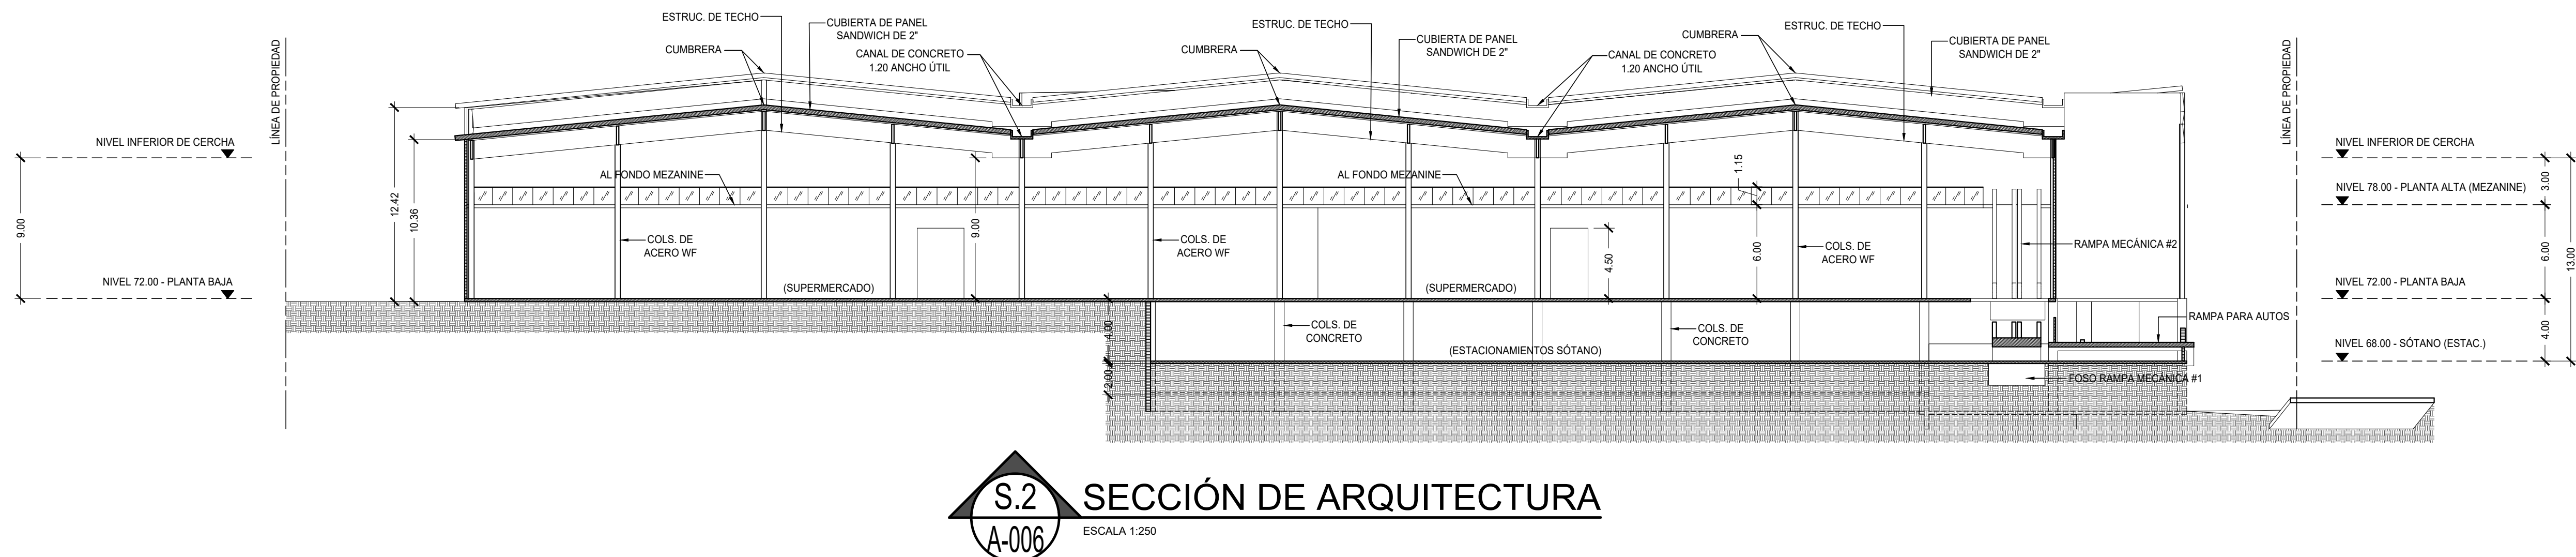 ESTRUC. DE TECHO
CUBIERTA DE PANEL
SANDWICH DE 2"
CUMBRERA
CANAL DE CONCRETO
1.20 ANCHO ÚTIL
ESTRUC. DE TECHO
CUBIERTA DE PANEL
SANDWICH DE 2"
CUMBRERA
CANAL DE CONCRETO
1.20 ANCHO ÚTIL
CUMBRERA
ESTRUC. DE TECHO
CUBIERTA DE PANEL
SANDWICH DE 2"
LÍNEA DE PROPIEDAD
LÍNEA DE PROPIEDAD
NIVEL INFERIOR DE CERCHA
9.00
NIVEL 72.00 - PLANTA BAJA
12.42
10.36
AL FONDO MEZANINE
COLS. DE
ACERO WF
9.00
(SUPERMERCADO)
AL FONDO MEZANINE
COLS. DE
ACERO WF
4.50
1.15
6.00
(SUPERMERCADO)
COLS. DE
ACERO WF
RAMPA MECÁNICA #2
NIVEL INFERIOR DE CERCHA
3.00
NIVEL 78.00 - PLANTA ALTA (MEZANINE)
6.00
13.00
NIVEL 72.00 - PLANTA BAJA
4.00
NIVEL 68.00 - SÓTANO (ESTAC.)
4.00
2.00
COLS. DE
CONCRETO
COLS. DE
CONCRETO
(ESTACIONAMIENTOS SÓTANO)
RAMPA PARA AUTOS
FOSO RAMPA MECÁNICA #1
S.2
A-006
SECCIÓN DE ARQUITECTURA
ESCALA 1:250